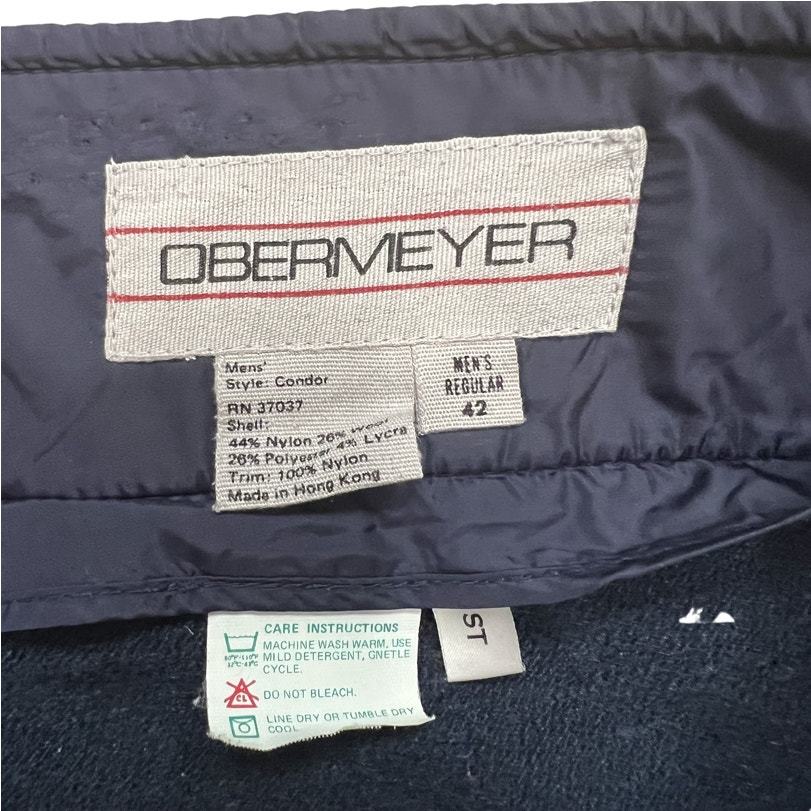 OBERMEYER
Mens'
Style: Condor
RN 37037
Shell:
44% Nylon 26% Wool
26% Polyester 4% Lycra
Trim: 100% Nylon
Made in Hong Kong
MEN'S
REGULAR
42
CARE INSTRUCTIONS
MACHINE WASH WARM, USE
MILD DETERGENT, GNETLE
CYCLE.
CL
DO NOT BLEACH.
LINE DRY OR TUMBLE DRY
COOL
ST